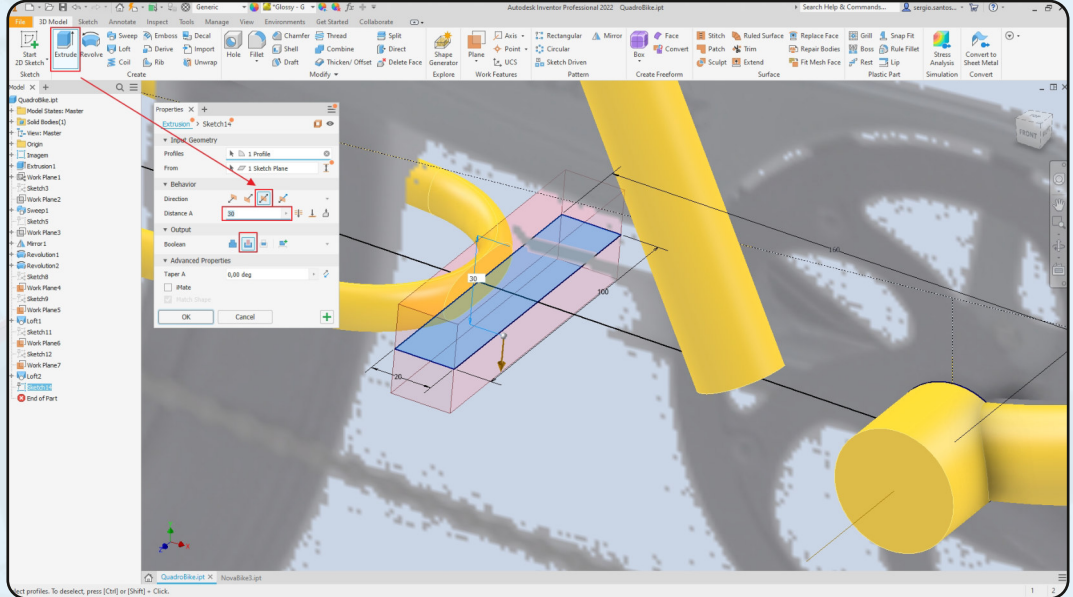 Generic
*Glossy - G
fx
Autodesk Inventor Professional 2022 QuadroBike.ipt
Search Help & Commands...
sergio.santos...
File 3D Model Sketch Annotate Inspect Tools Manage View Environments Get Started Collaborate
Start
2D Sketch
Extrude
Revolve
Sweep
Loft
Coil
Emboss
Derive
Rib
Decal
Import
Unwrap
Hole
Fillet
Chamfer
Shell
Draft
Thread
Combine
Thicken/ Offset
Split
Direct
Delete Face
Shape
Generator
Plane
Axis
Point
UCS
Rectangular
Circular
Sketch Driven
Mirror
Box
Face
Convert
Stitch
Patch
Sculpt
Ruled Surface
Trim
Extend
Replace Face
Repair Bodies
Fit Mesh Face
Grill
Boss
Rest
Snap Fit
Rule Fillet
Lip
Stress
Analysis
Convert to
Sheet Metal
Sketch Create Modify Explore Work Features Pattern Create Freeform Surface Plastic Part Simulation Convert
Model × +
QuadroBike.ipt
Model States: Master
Solid Bodies(1)
View: Master
Origin
Imagem
Extrusion1
Work Plane1
Sketch3
Work Plane2
Sweep1
Sketch5
Work Plane3
Mirror1
Revolution1
Revolution2
Sketch8
Work Plane4
Sketch9
Work Plane5
Loft1
Sketch11
Work Plane6
Sketch12
Work Plane7
Loft2
Sketch14
End of Part
Properties × +
Extrusion > Sketch14
Input Geometry
Profiles 1 Profile
From 1 Sketch Plane
Behavior
Direction
Distance A 30
Output
Boolean
Advanced Properties
Taper A 0,00 deg
iMate
Match Shape
OK Cancel
30
100
20
FRONT
QuadroBike.ipt × NovaBike3.ipt
lect profiles. To deselect, press [Ctrl] or [Shift] + Click.
1 2